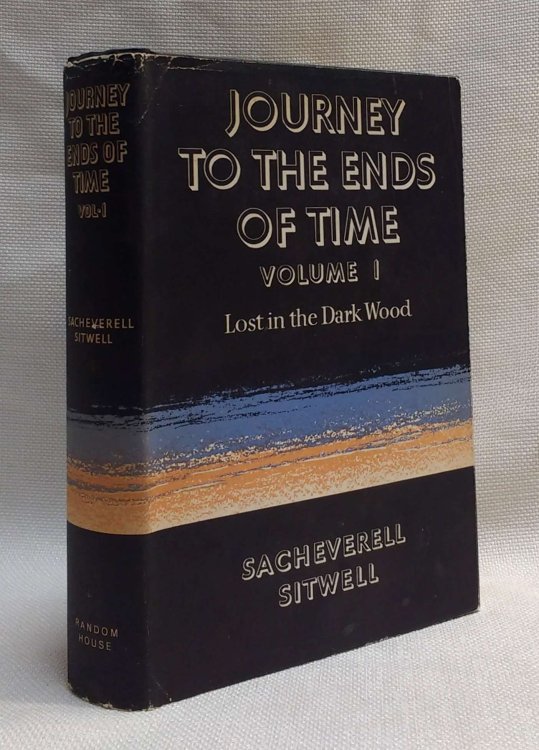 JOURNEY
TO THE
ENDS OF
TIME
VOL·I
SACHEVERELL
SITWELL
RANDOM
HOUSE
JOURNEY
TO THE ENDS
OF TIME
VOLUME I
Lost in the Dark Wood
SACHEVERELL
SITWELL